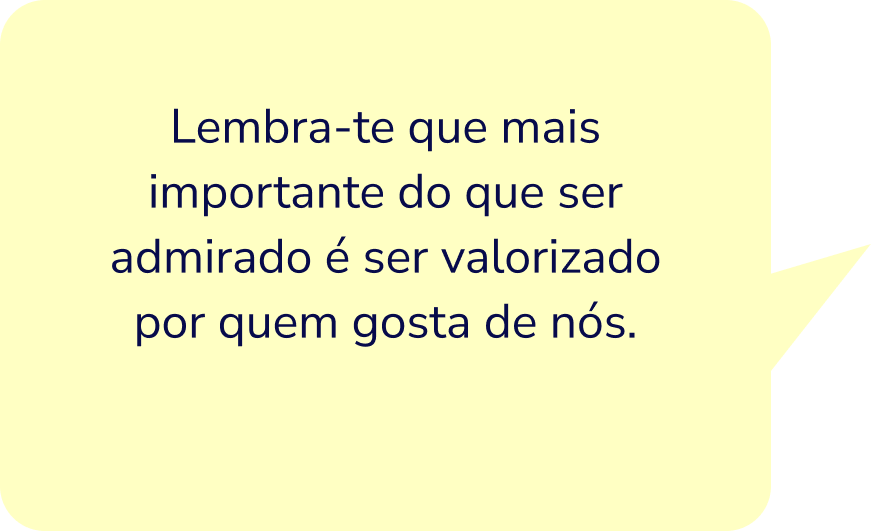 Lembra-te que mais
importante do que ser
admirado é ser valorizado
por quem gosta de nós.